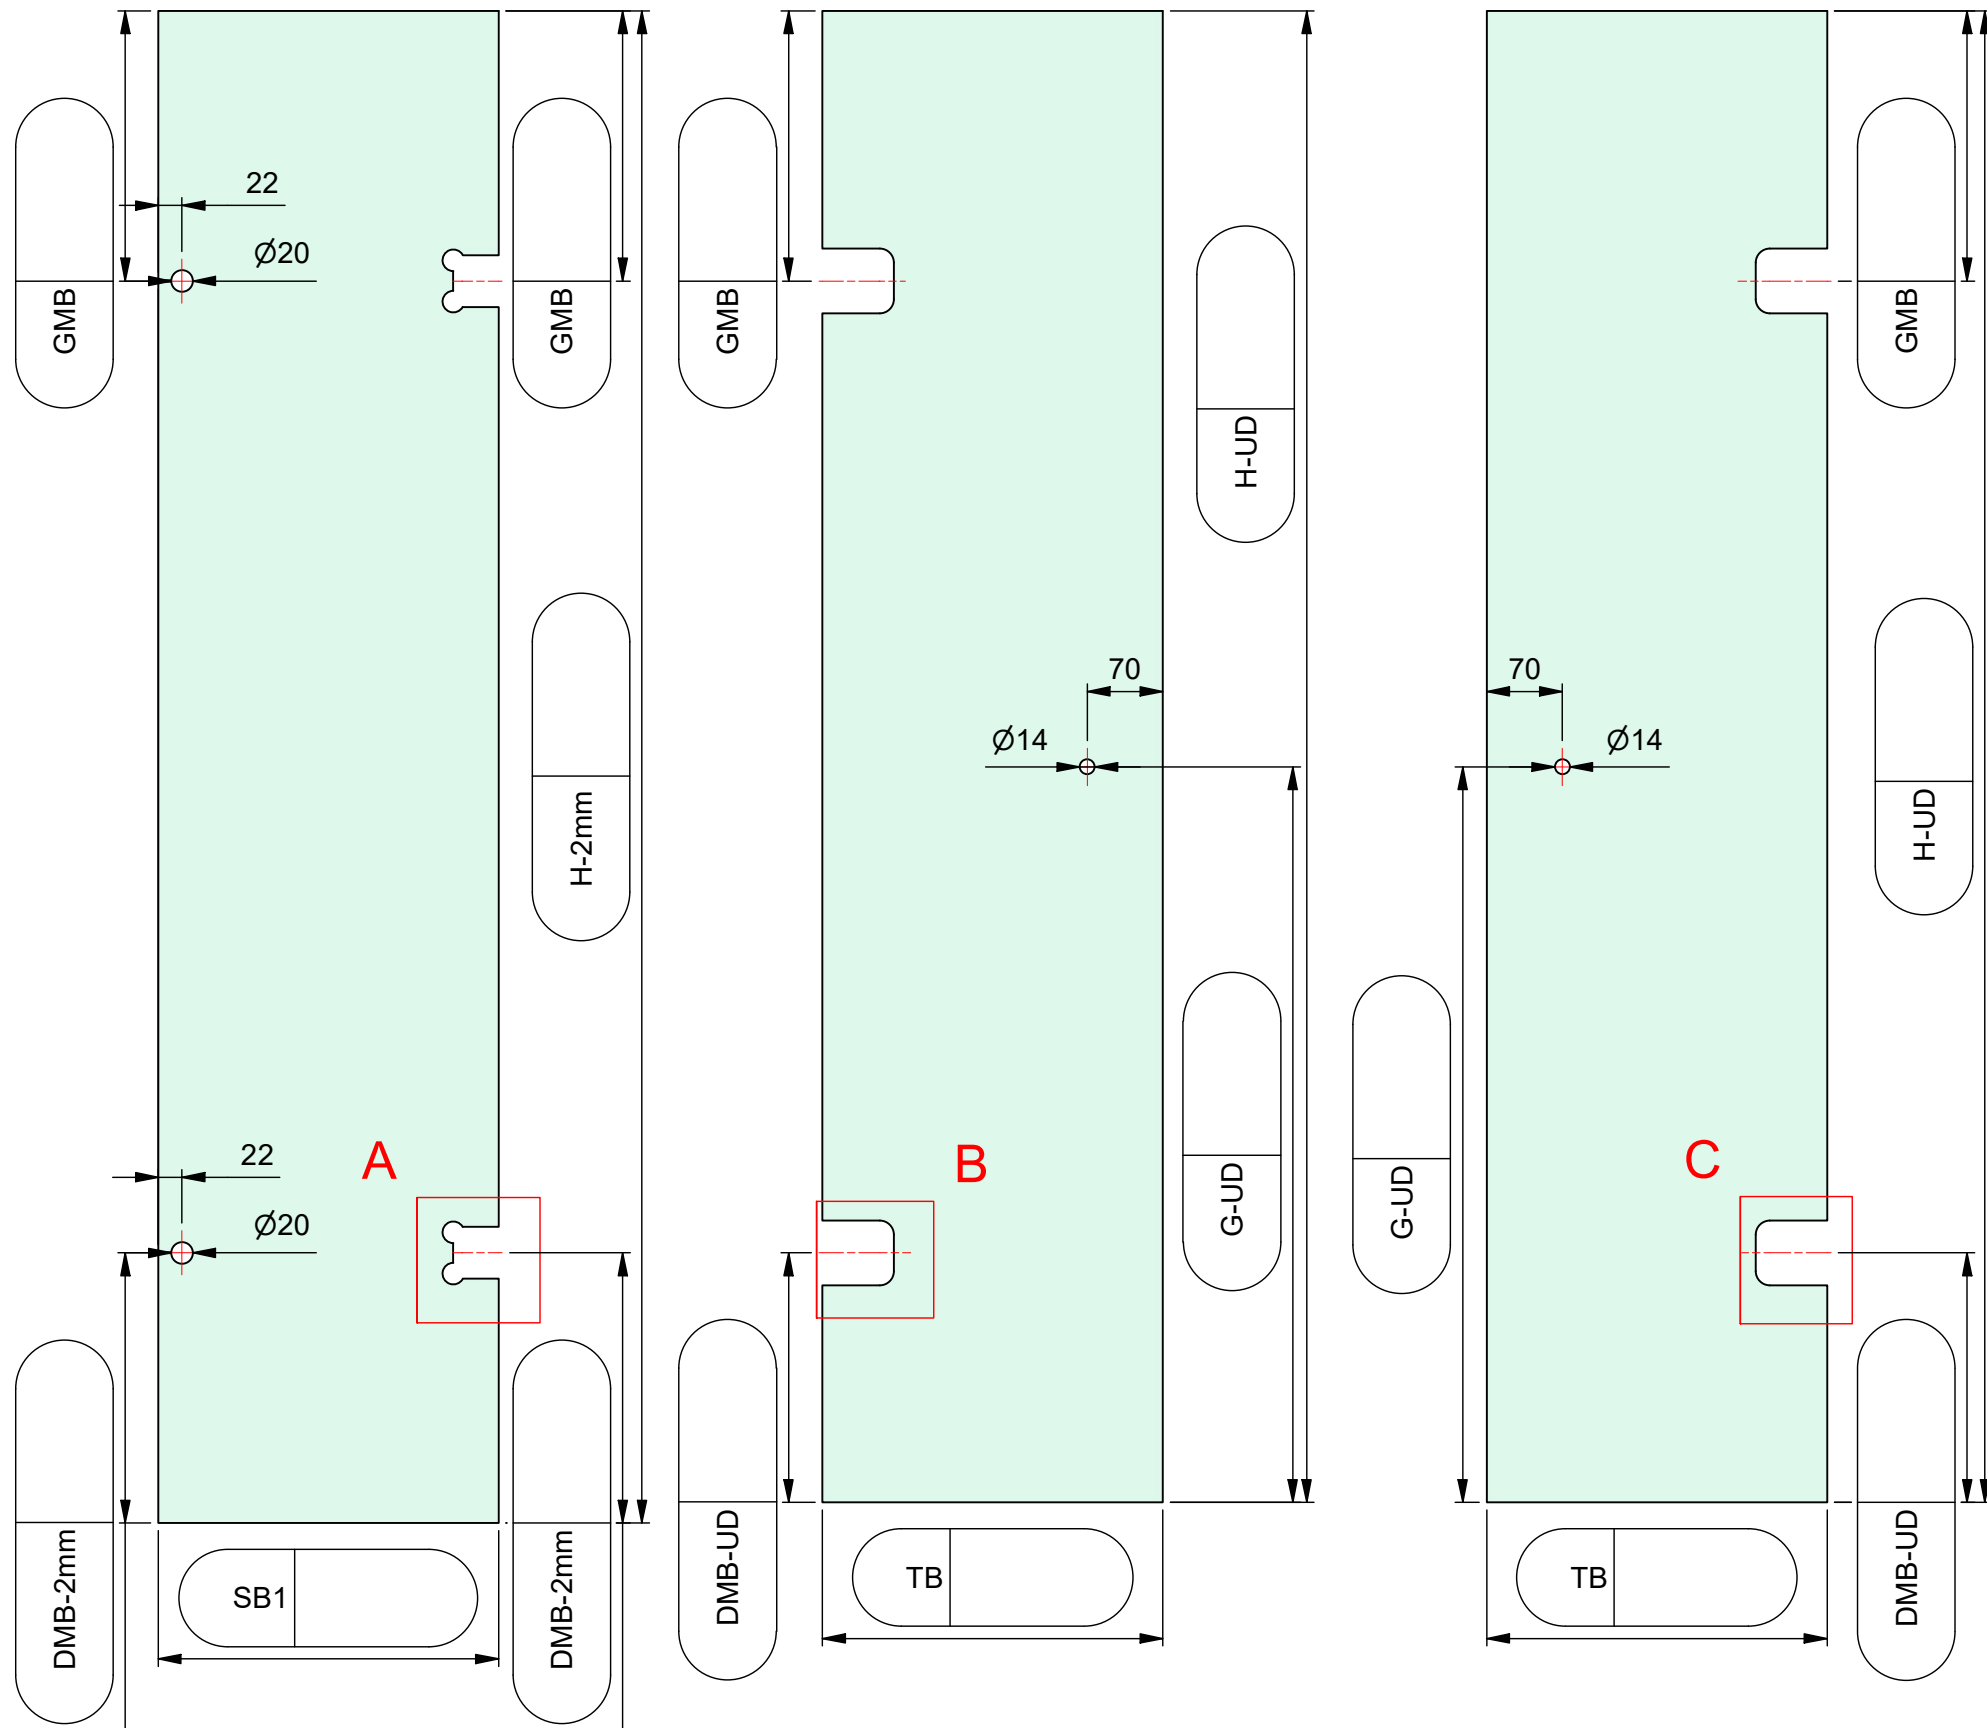 22
Ø20
GMB
GMB
GMB
GMB
H-UD
70
Ø14
70
Ø14
H-2mm
H-UD
22
Ø20
A
B
C
G-UD
G-UD
DMB-2mm
SB1
DMB-2mm
DMB-UD
TB
TB
DMB-UD